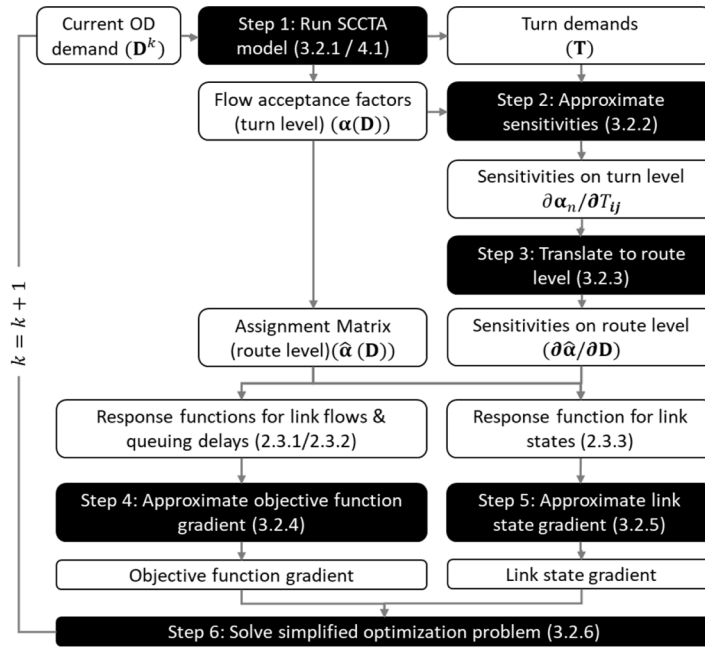 Current OD
demand (𝐃ᵏ)
Step 1: Run SCCTA
model (3.2.1 / 4.1)
Turn demands
(𝐓)
Flow acceptance factors
(turn level) (𝛂(𝐃))
Step 2: Approximate
sensitivities (3.2.2)
Sensitivities on turn level
∂𝛂ₙ/𝛛T𝒊𝒋
Step 3: Translate to route
level (3.2.3)
k = k + 1
Assignment Matrix
(route level)(𝛂̂ (𝐃))
Sensitivities on route level
(𝛛𝛂̂/𝛛𝐃)
Response functions for link flows &
queuing delays (2.3.1/2.3.2)
Response function for link
states (2.3.3)
Step 4: Approximate objective function
gradient (3.2.4)
Step 5: Approximate link
state gradient (3.2.5)
Objective function gradient
Link state gradient
Step 6: Solve simplified optimization problem (3.2.6)